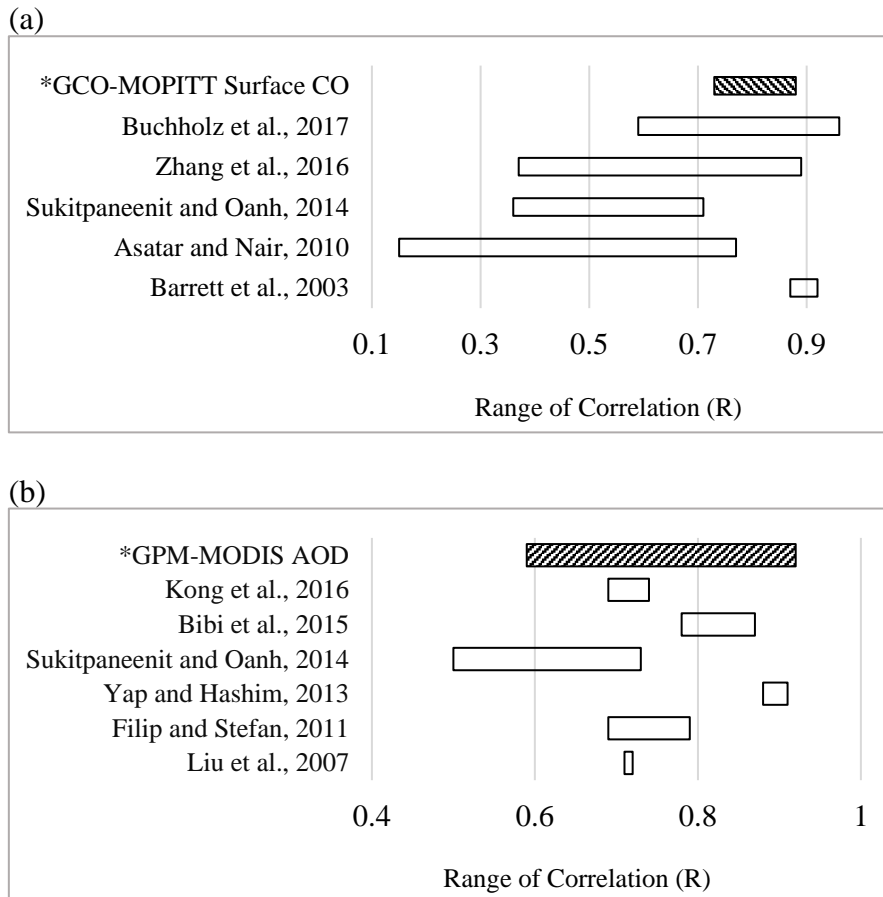 (a)
*GCO-MOPITT Surface CO
Buchholz et al., 2017
Zhang et al., 2016
Sukitpaneenit and Oanh, 2014
Asatar and Nair, 2010
Barrett et al., 2003
0.1 0.3 0.5 0.7 0.9
Range of Correlation (R)
(b)
*GPM-MODIS AOD
Kong et al., 2016
Bibi et al., 2015
Sukitpaneenit and Oanh, 2014
Yap and Hashim, 2013
Filip and Stefan, 2011
Liu et al., 2007
0.4 0.6 0.8 1
Range of Correlation (R)